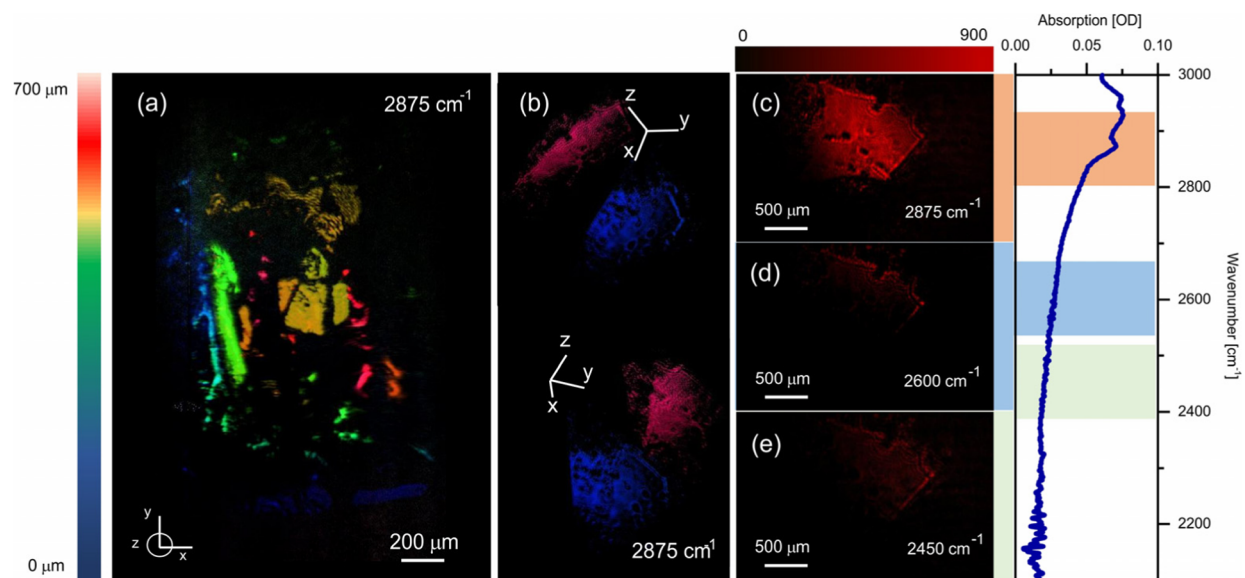 700 μm
0 μm
(a)
2875 cm-1
y
z
x
200 μm
(b)
z
y
x
z
y
x
2875 cm-1
0
900
(c)
500 μm
2875 cm-1
(d)
500 μm
2600 cm-1
(e)
500 μm
2450 cm-1
Absorption [OD]
0.00
0.05
0.10
3000
2800
2600
2400
2200
Wavenumber [cm-1]